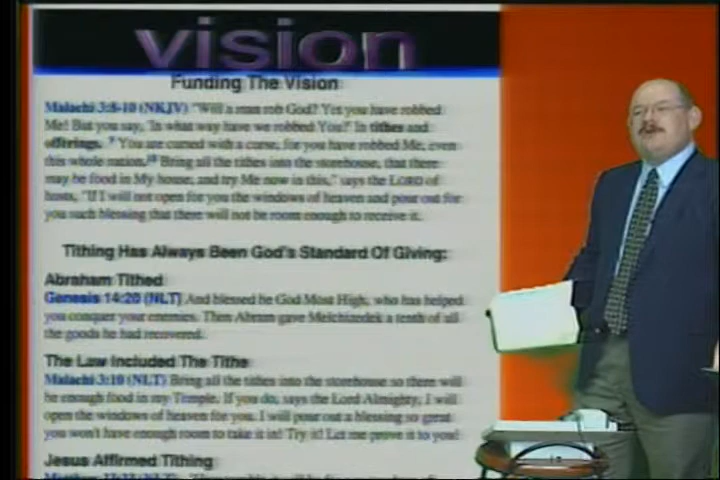 vision
Funding The Vision
Malachi 3:8-10 (NKJV) "Will a man rob God? Yet you have robbed
Me! But you say, 'In what way have we robbed You?' In tithes and
offerings. 9 You are cursed with a curse, for you have robbed Me, even
this whole nation. 10 Bring all the tithes into the storehouse, that there
may be food in My house, and try Me now in this," says the LORD of
hosts, "If I will not open for you the windows of heaven and pour out for
you such blessing that there will not be room enough to receive it.
Tithing Has Always Been God's Standard Of Giving:
Abraham Tithed
Genesis 14:20 (NLT) And blessed be God Most High, who has helped
you conquer your enemies. Then Abram gave Melchizedek a tenth of all
the goods he had recovered.
The Law Included The Tithe
Malachi 3:10 (NLT) Bring all the tithes into the storehouse so there will
be enough food in my Temple. If you do, says the Lord Almighty, I will
open the windows of heaven for you. I will pour out a blessing so great
you won't have enough room to take it in! Try it! Let me prove it to you!
Jesus Affirmed Tithing